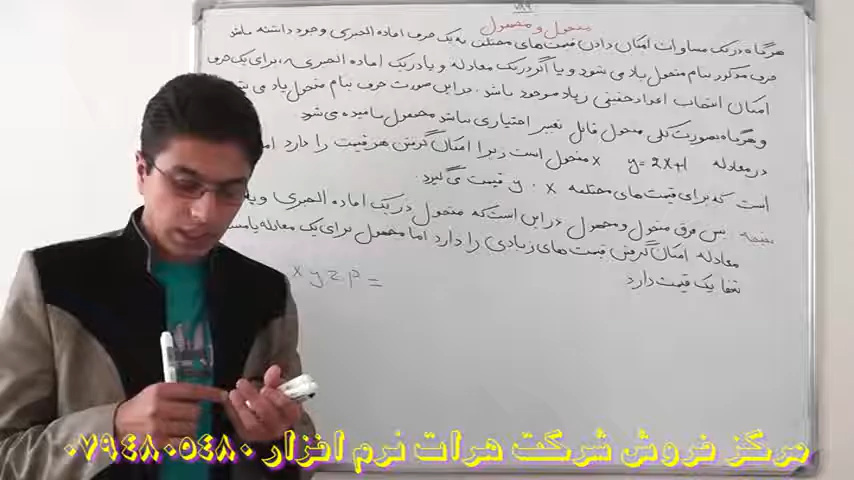 متحول و مجهول
هرگاه در یک مساوات امکان دادن قیمت‌های مختلف به یک حرف افاده الجبری وجود داشته باشد
حرف مذکور بنام متحول یاد می شود و یا اگر در یک معادله و یا در یک افاده الجبری، برای یک حرف
امکان انتخاب اعداد حقیقی زیاد موجود باشد. در این صورت حرف بنام متحول یاد می
و هرگاه بصورت کلی متحول قابل تغییر اختیاری نباشد مجهول نامیده می شود
در معادله y = 2x+1 x متحول است زیرا امکان گرفتن هر قیمت را دارد
است که برای قیمت های مختلف x ، y قیمت می گیرد.
نتیجه پس فرق متحول و مجهول در این است که متحول در یک افاده الجبری و یا
معادله امکان گرفتن قیمت های زیادی را دارد اما مجهول برای یک معادله
تنها یک قیمت دارد
x y z p =
مرکز فروش شرکت هرات نرم افزار ۰۷۹٤٨٠٥٤٨٠